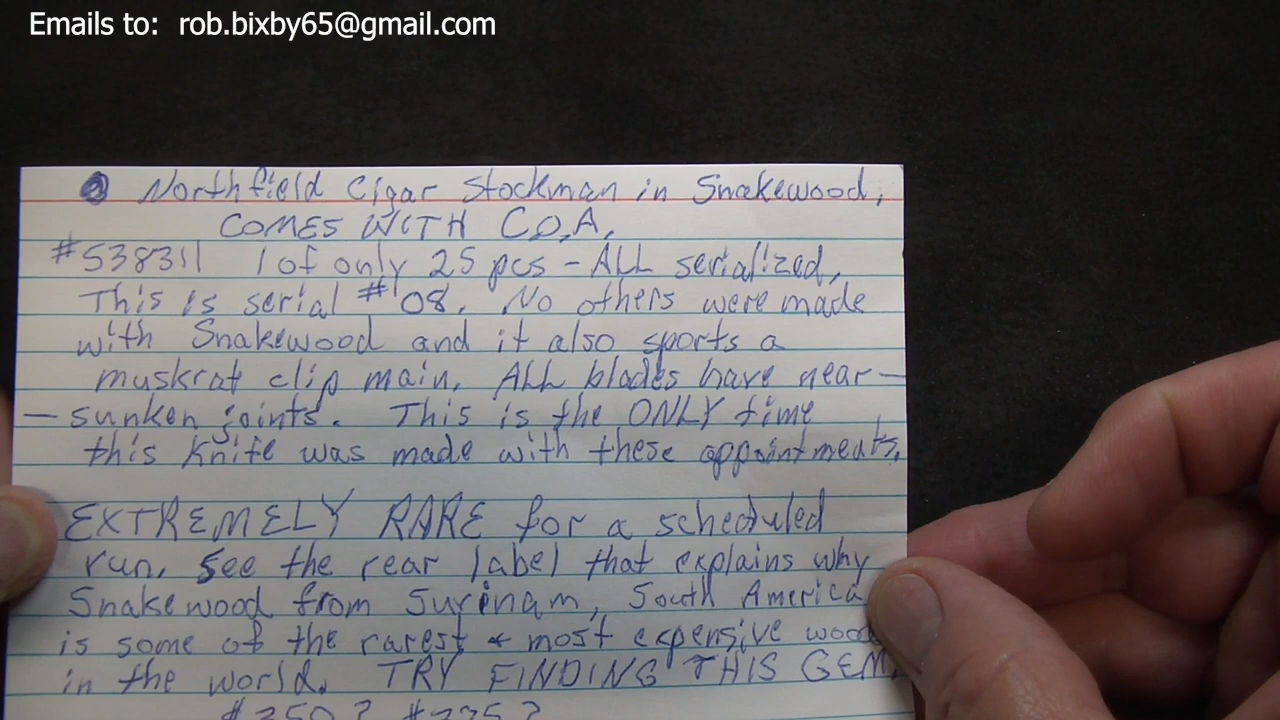 Emails to: rob.bixby65@gmail.com
Northfield Cigar Stockman in Snakewood,
COMES WITH C.O.A.
#538311 1 of only 25 pcs - ALL serialized.
This is serial #08. No others were made
with Snakewood and it also sports a
muskrat clip main. ALL blades have near-
- sunken joints. This is the ONLY time
this knife was made with these appointments.
EXTREMELY RARE for a scheduled
run. See the rear label that explains why
Snakewood from Surinam, South America
is some of the rarest & most expensive wood
in the world. TRY FINDING THIS GEM.